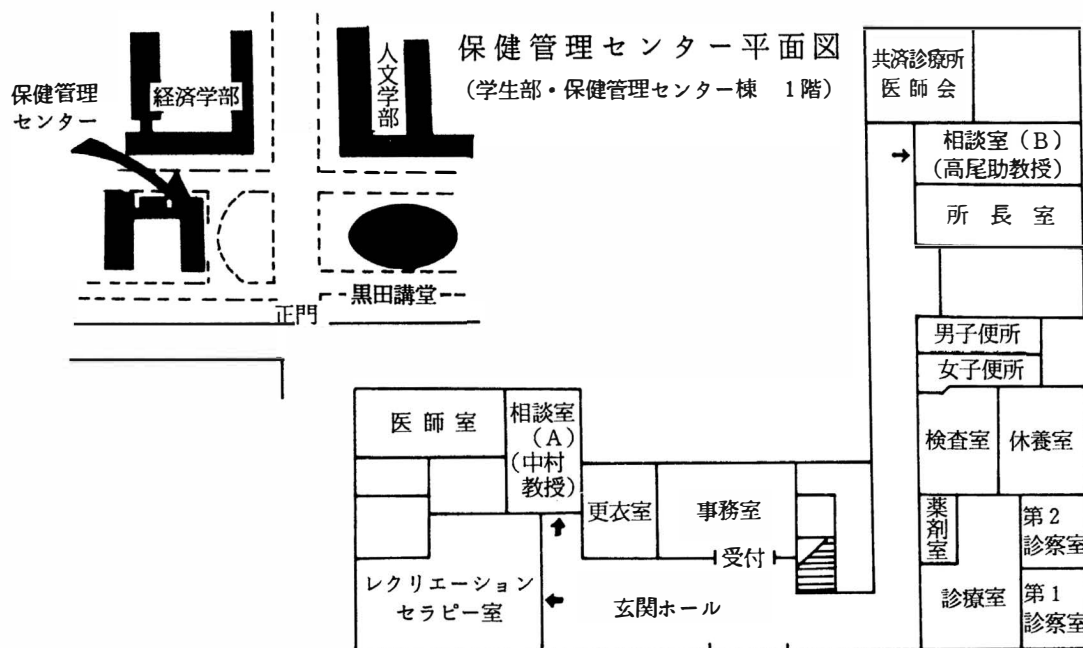 保健管理センター平面図
(学生部・保健管理センター棟 1階)
保健管理
センター
経済学部
人文学部
黒田講堂
正門
共済診療所
医師会
相談室(B)
(高尾助教授)
所長室
男子便所
女子便所
検査室
休養室
薬剤室
第2
診察室
診療室
第1
診察室
医師室
相談室
(A)
(中村
教授)
更衣室
事務室
受付
レクリエーション
セラピー室
玄関ホール